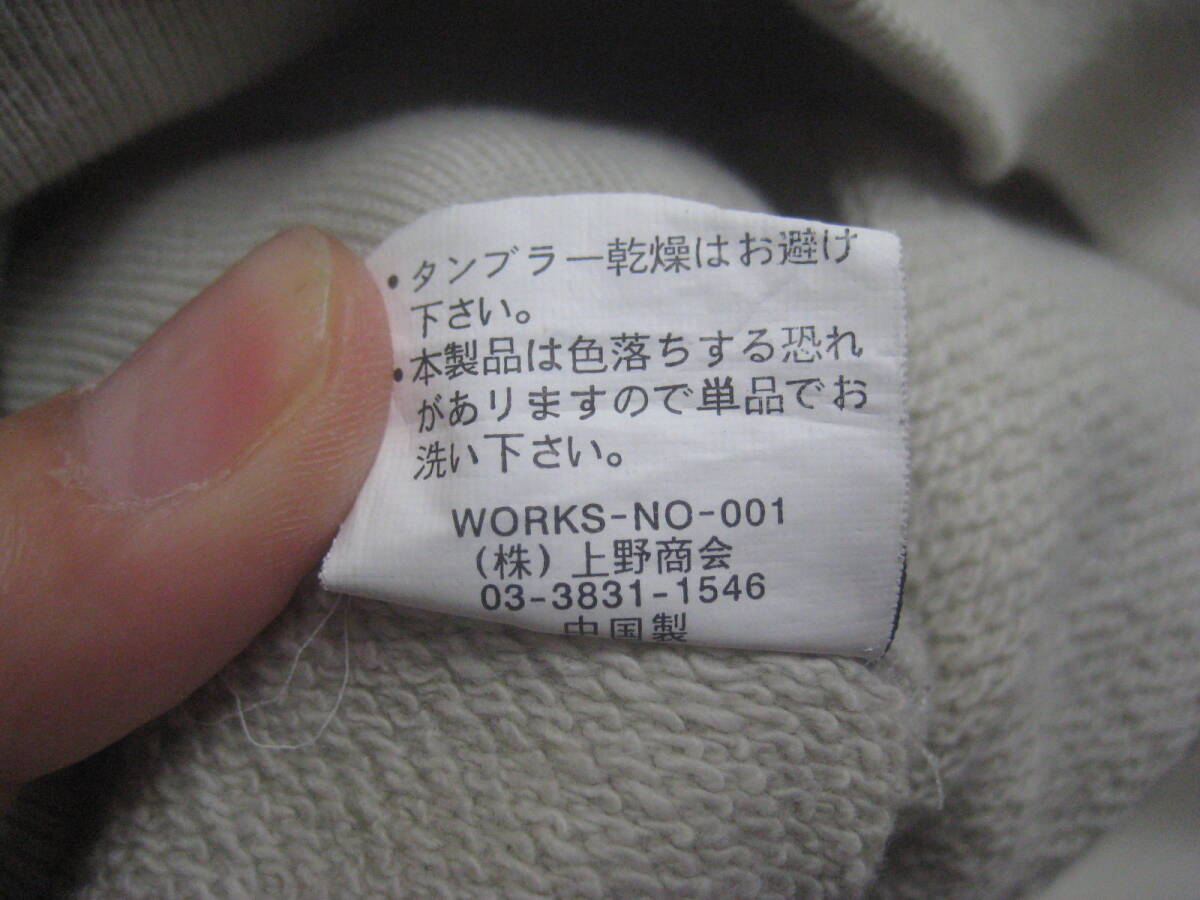 ・タンブラー乾燥はお避け
下さい。
・本製品は色落ちする恐れ
がありますので単品でお
洗い下さい。
WORKS-NO-001
(株)上野商会
03-3831-1546
中国製